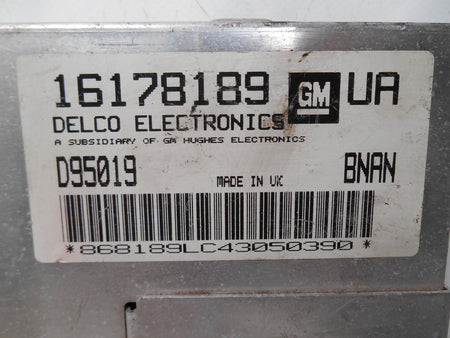 16178189 GM UA
DELCO ELECTRONICS
A SUBSIDIARY OF GM HUGHES ELECTRONICS
D95019 MADE IN UK BNAN
*868189LC43050390*